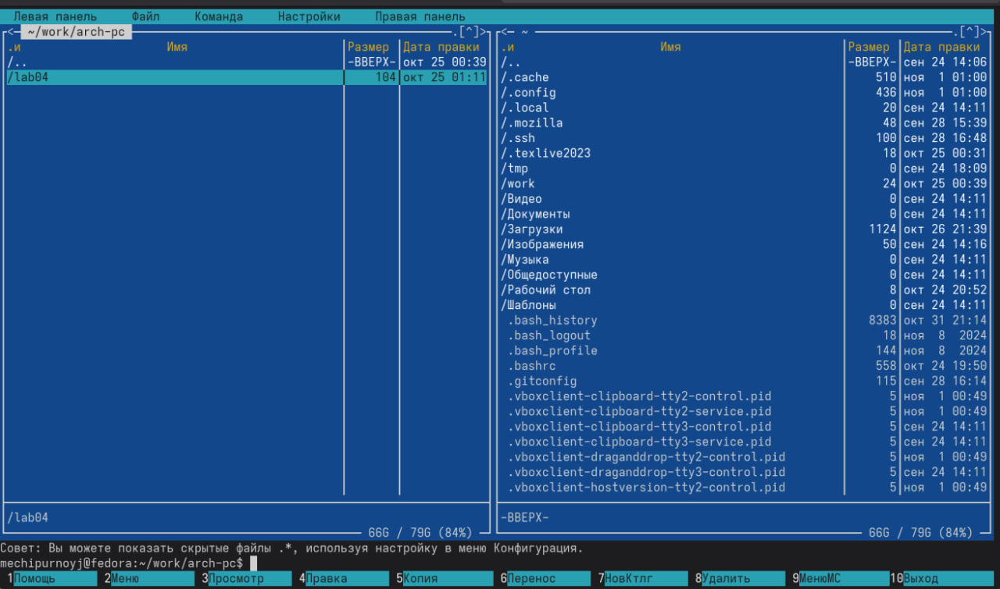 Левая панель Файл Команда Настройки Правая панель
<— ~/work/arch-pc .[^]> <— ~ .[^]>
.и Имя Размер Дата правки .и Имя Размер Дата правки
/.. -ВВЕРХ- окт 25 00:39 /.. -ВВЕРХ- сен 24 14:06
/lab04 104 окт 25 01:11 /.cache 510 ноя 1 01:00
/.config 436 ноя 1 01:00
/.local 20 сен 24 14:11
/.mozilla 48 сен 28 15:39
/.ssh 100 сен 28 16:48
/.texlive2023 18 окт 25 00:31
/tmp 0 сен 24 18:09
/work 24 окт 25 00:39
/Видео 0 сен 24 14:11
/Документы 0 сен 24 14:11
/Загрузки 1124 окт 26 21:39
/Изображения 50 сен 24 14:16
/Музыка 0 сен 24 14:11
/Общедоступные 0 сен 24 14:11
/Рабочий стол 8 окт 24 20:52
/Шаблоны 0 сен 24 14:11
.bash_history 8383 окт 31 21:14
.bash_logout 18 ноя 8 2024
.bash_profile 144 ноя 8 2024
.bashrc 558 окт 24 19:50
.gitconfig 115 сен 28 16:14
.vboxclient-clipboard-tty2-control.pid 5 ноя 1 00:49
.vboxclient-clipboard-tty2-service.pid 5 ноя 1 00:49
.vboxclient-clipboard-tty3-control.pid 5 сен 24 14:11
.vboxclient-clipboard-tty3-service.pid 5 сен 24 14:11
.vboxclient-draganddrop-tty2-control.pid 5 ноя 1 00:49
.vboxclient-draganddrop-tty3-control.pid 5 сен 24 14:11
.vboxclient-hostversion-tty2-control.pid 5 ноя 1 00:49
/lab04 -ВВЕРХ-
66G / 79G (84%) 66G / 79G (84%)
Совет: Вы можете показать скрытые файлы .*, используя настройку в меню Конфигурация.
mechipurnoyj@fedora:~/work/arch-pc$
1Помощь 2Меню 3Просмотр 4Правка 5Копия 6Перенос 7НовКтлг 8Удалить 9МенюMC 10Выход